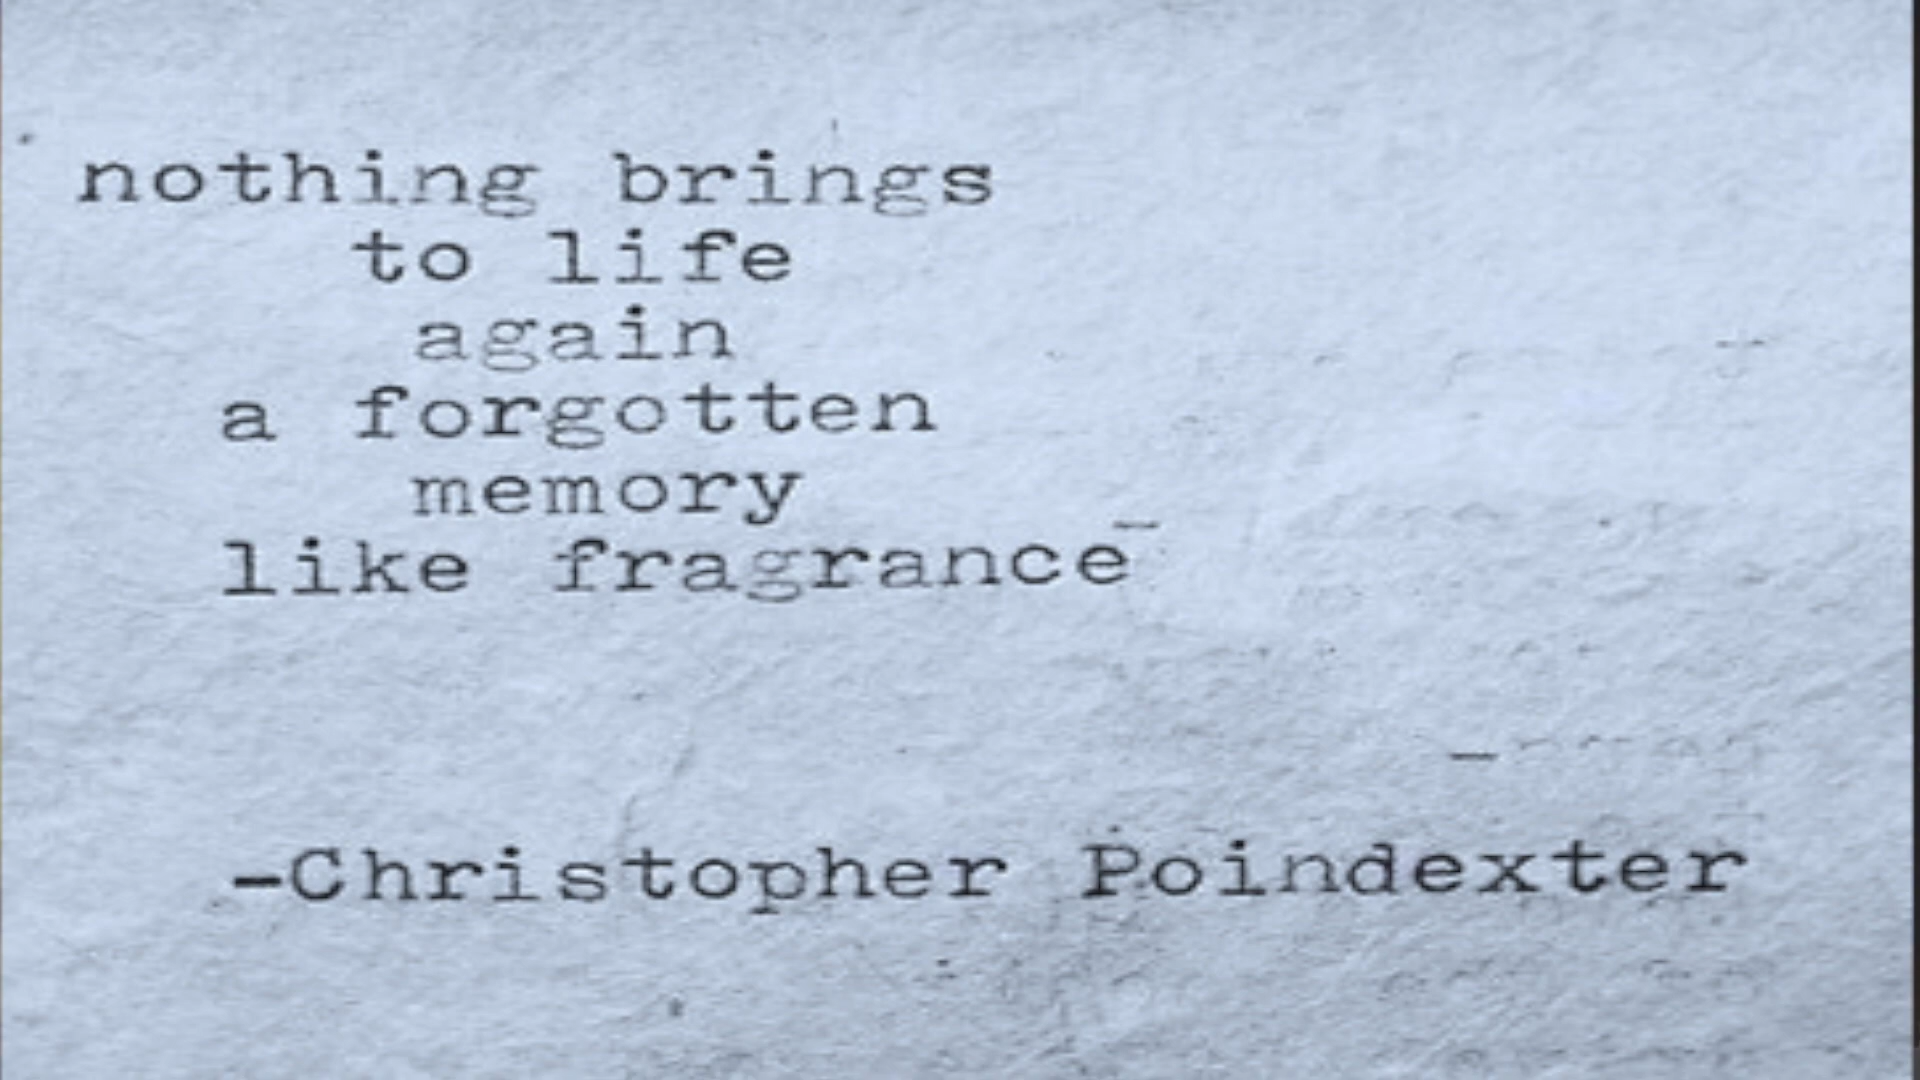 nothing brings
to life
again
a forgotten
memory
like fragrance
-Christopher Poindexter